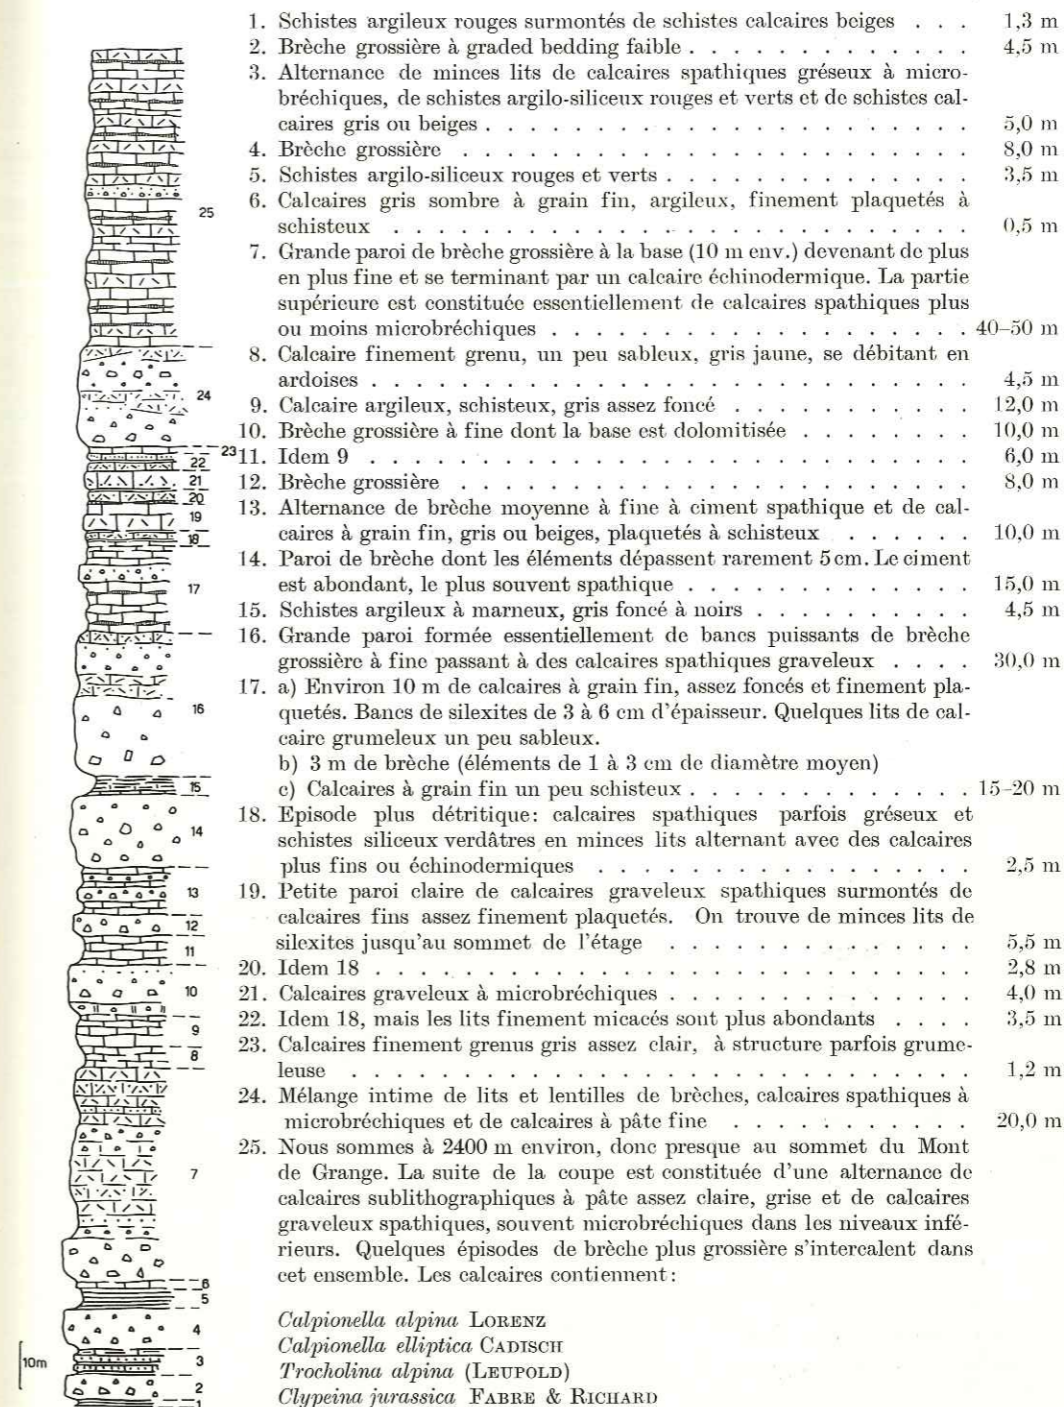 1. Schistes argileux rouges surmontés de schistes calcaires beiges . . . 1,3 m
2. Brèche grossière à graded bedding faible . . . . . . . . . . . . . 4,5 m
3. Alternance de minces lits de calcaires spathiques gréseux à micro-
bréchiques, de schistes argilo-siliceux rouges et verts et de schistes cal-
caires gris ou beiges . . . . . . . . . . . . . . . . . . . . . . 5,0 m
4. Brèche grossière . . . . . . . . . . . . . . . . . . . . . . . 8,0 m
5. Schistes argilo-siliceux rouges et verts . . . . . . . . . . . . . . 3,5 m
6. Calcaires gris sombre à grain fin, argileux, finement plaquetés à
schisteux . . . . . . . . . . . . . . . . . . . . . . . . . . 0,5 m
7. Grande paroi de brèche grossière à la base (10 m env.) devenant de plus
en plus fine et se terminant par un calcaire échinodermique. La partie
supérieure est constituée essentiellement de calcaires spathiques plus
ou moins microbréchiques . . . . . . . . . . . . . . . . . . . 40–50 m
8. Calcaire finement grenu, un peu sableux, gris jaune, se débitant en
ardoises . . . . . . . . . . . . . . . . . . . . . . . . . . . 4,5 m
9. Calcaire argileux, schisteux, gris assez foncé . . . . . . . . . . . 12,0 m
10. Brèche grossière à fine dont la base est dolomitisée . . . . . . . . 10,0 m
11. Idem 9 . . . . . . . . . . . . . . . . . . . . . . . . . . . 6,0 m
12. Brèche grossière . . . . . . . . . . . . . . . . . . . . . . . 8,0 m
13. Alternance de brèche moyenne à fine à ciment spathique et de cal-
caires à grain fin, gris ou beiges, plaquetés à schisteux . . . . . . 10,0 m
14. Paroi de brèche dont les éléments dépassent rarement 5 cm. Le ciment
est abondant, le plus souvent spathique . . . . . . . . . . . . . 15,0 m
15. Schistes argileux à marneux, gris foncé à noirs . . . . . . . . . . 4,5 m
16. Grande paroi formée essentiellement de bancs puissants de brèche
grossière à fine passant à des calcaires spathiques graveleux . . . . 30,0 m
17. a) Environ 10 m de calcaires à grain fin, assez foncés et finement pla-
quetés. Bancs de silexites de 3 à 6 cm d'épaisseur. Quelques lits de cal-
caire grumeleux un peu sableux.
b) 3 m de brèche (éléments de 1 à 3 cm de diamètre moyen)
c) Calcaires à grain fin un peu schisteux . . . . . . . . . . . . . 15–20 m
18. Episode plus détritique: calcaires spathiques parfois gréseux et
schistes siliceux verdâtres en minces lits alternant avec des calcaires
plus fins ou échinodermiques . . . . . . . . . . . . . . . . . 2,5 m
19. Petite paroi claire de calcaires graveleux spathiques surmontés de
calcaires fins assez finement plaquetés. On trouve de minces lits de
silexites jusqu'au sommet de l'étage . . . . . . . . . . . . . . 5,5 m
20. Idem 18 . . . . . . . . . . . . . . . . . . . . . . . . . . . 2,8 m
21. Calcaires graveleux à microbréchiques . . . . . . . . . . . . . . 4,0 m
22. Idem 18, mais les lits finement micacés sont plus abondants . . . . 3,5 m
23. Calcaires finement grenus gris assez clair, à structure parfois grume-
leuse . . . . . . . . . . . . . . . . . . . . . . . . . . . . 1,2 m
24. Mélange intime de lits et lentilles de brèches, calcaires spathiques à
microbréchiques et de calcaires à pâte fine . . . . . . . . . . . 20,0 m
25. Nous sommes à 2400 m environ, donc presque au sommet du Mont
de Grange. La suite de la coupe est constituée d'une alternance de
calcaires sublithographiques à pâte assez claire, grise et de calcaires
graveleux spathiques, souvent microbréchiques dans les niveaux infé-
rieurs. Quelques épisodes de brèche plus grossière s'intercalent dans
cet ensemble. Les calcaires contiennent:
Calpionella alpina LORENZ
Calpionella elliptica CADISCH
Trocholina alpina (LEUPOLD)
Clypeina jurassica FABRE & RICHARD
25
24
23
22
21
20
19
18
17
16
15
14
13
12
11
10
9
8
7
6
5
4
3
2
1
10m